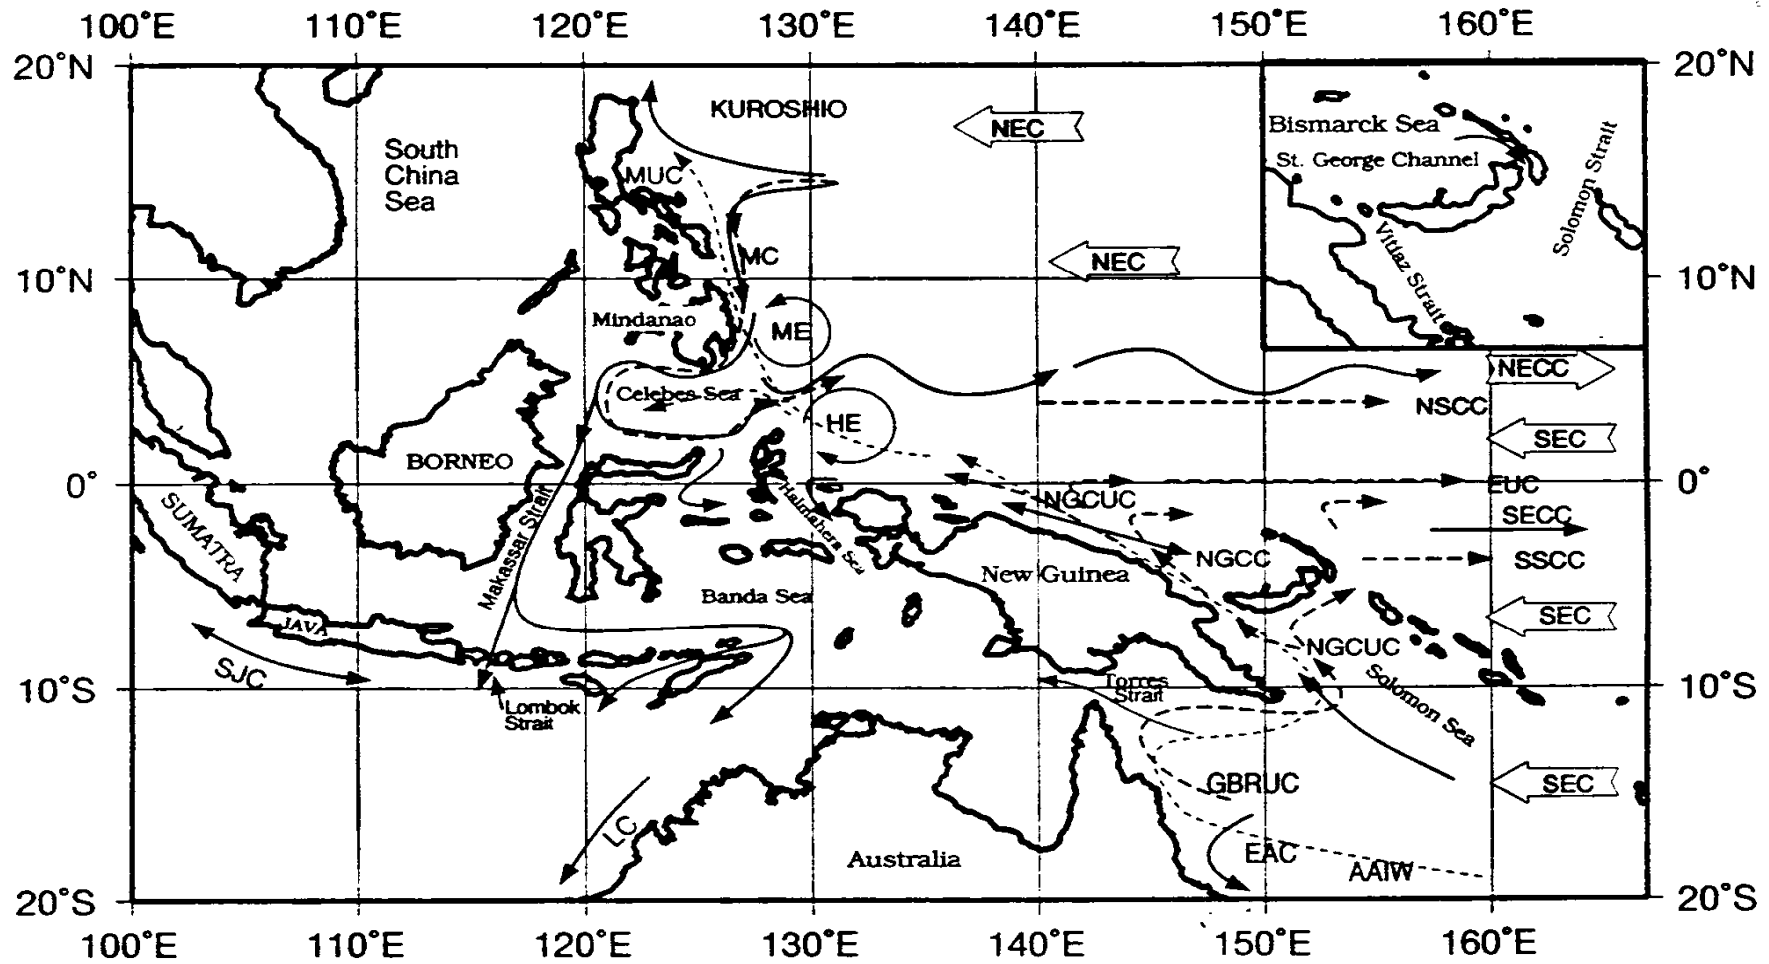 100°E 110°E 120°E 130°E 140°E 150°E 160°E
20°N
20°N
KUROSHIO
NEC
South
China
Sea
MUC
Bismarck Sea
St. George Channel
Solomon Strait
Vitiaz Strait
MC
NEC
10°N
10°N
Mindanao
ME
NECC
Celebes Sea
NSCC
HE
SEC
BORNEO
0°
0°
EUC
NGCUC
SECC
SUMATRA
Makassar Strait
Halmahera Sea
NGCC
SSCC
New Guinea
Banda Sea
SEC
JAVA
NGCUC
SJC
Solomon Sea
10°S
10°S
Torres
Strait
Lombok
Strait
GBRUC
SEC
LC
EAC
Australia
AAIW
20°S
20°S
100°E 110°E 120°E 130°E 140°E 150°E 160°E